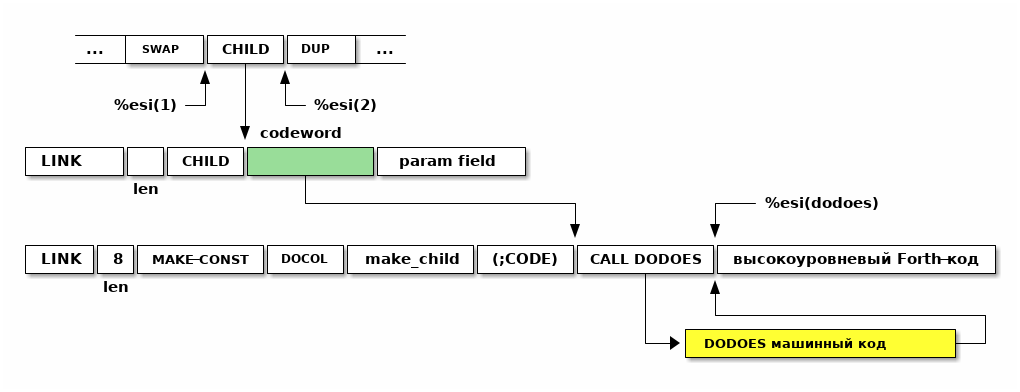 ... SWAP CHILD DUP ...
%esi(1) %esi(2)
codeword
LINK CHILD param field
len
%esi(dodoes)
LINK 8 MAKE-CONST DOCOL make_child (;CODE) CALL DODOES высокоуровневый Forth-код
len
DODOES машинный код